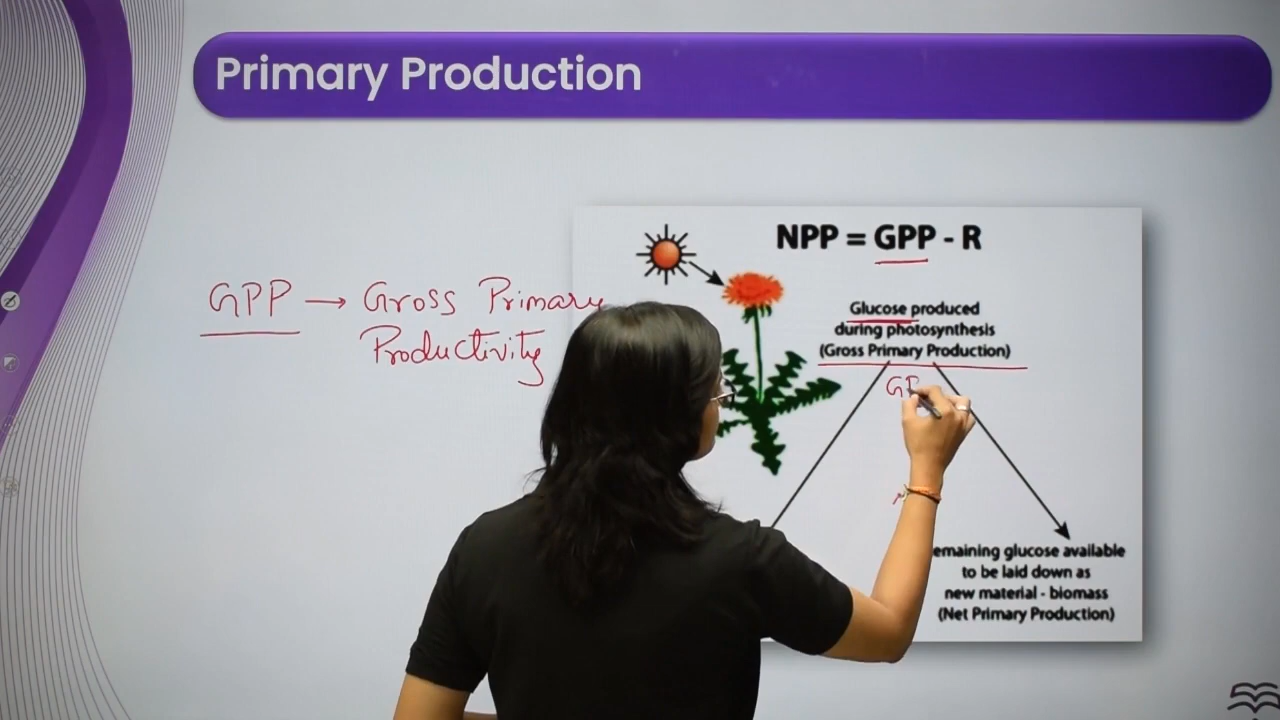 Primary Production
NPP = GPP - R
GPP → Gross Primary
Productivity
Glucose produced
during photosynthesis
(Gross Primary Production)
GP
emaining glucose available
to be laid down as
new material - biomass
(Net Primary Production)